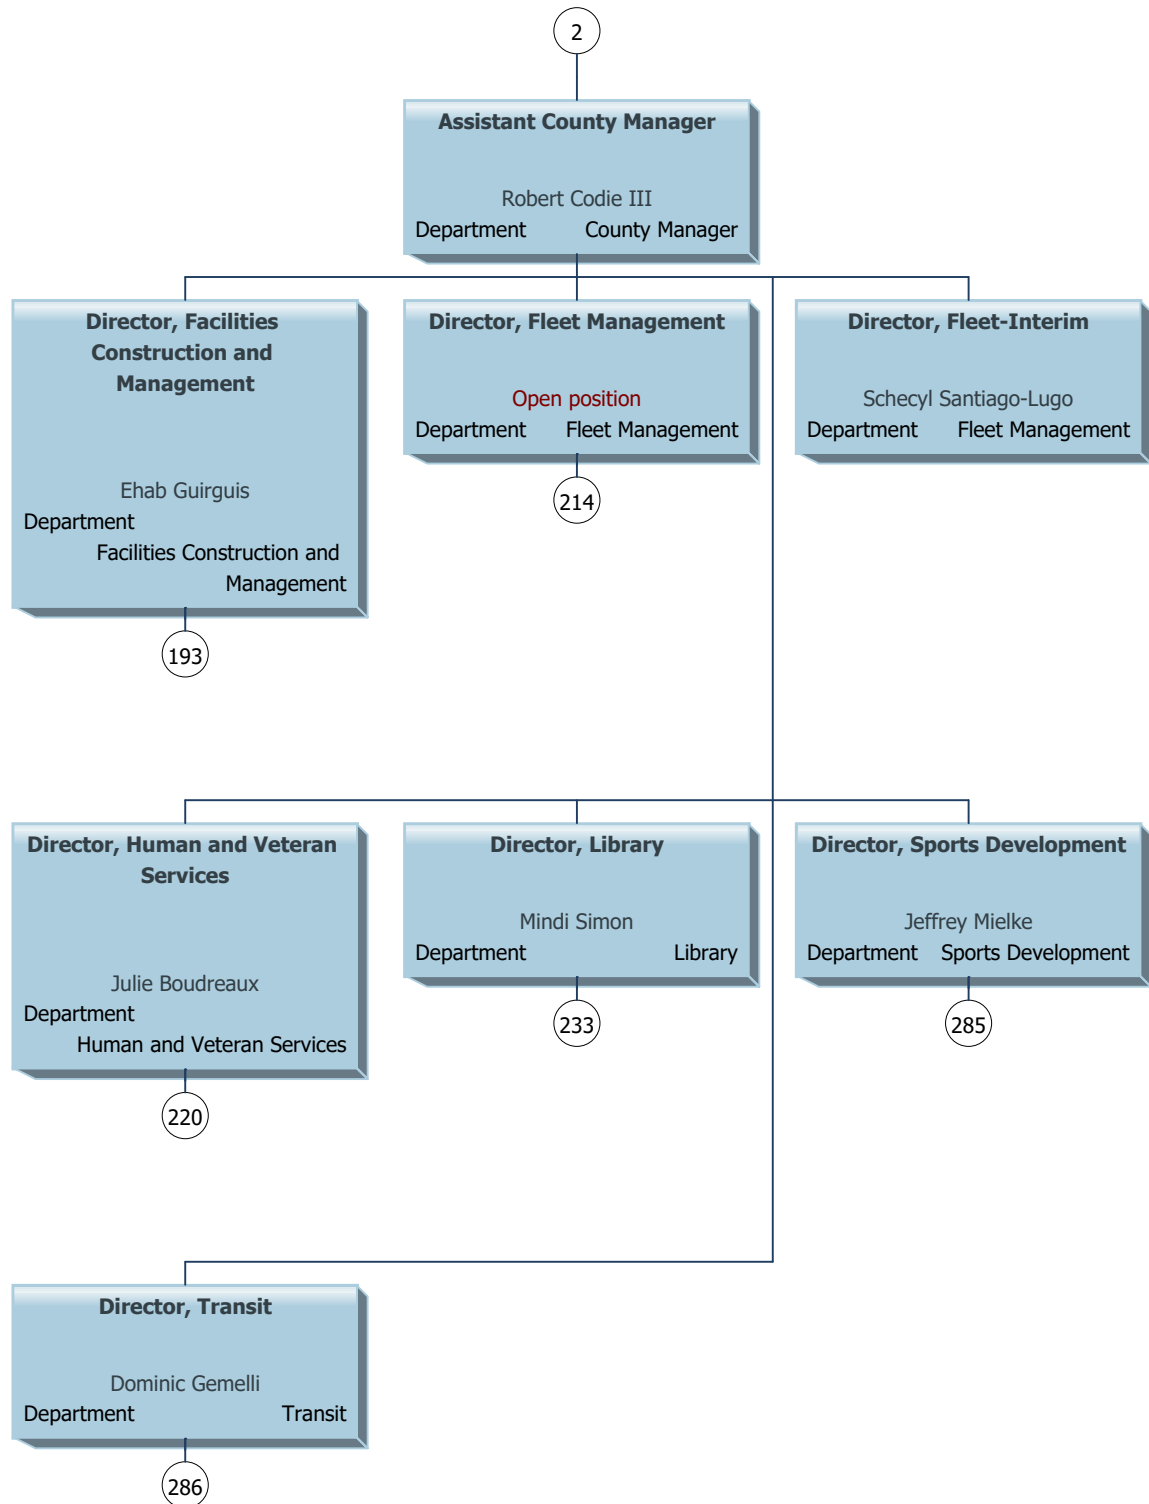 2
Assistant County Manager
Robert Codie III
Department County Manager
Director, Facilities
Construction and
Management
Ehab Guirguis
Department
Facilities Construction and
Management
193
Director, Fleet Management
Open position
Department Fleet Management
214
Director, Fleet-Interim
Schecyl Santiago-Lugo
Department Fleet Management
Director, Human and Veteran
Services
Julie Boudreaux
Department
Human and Veteran Services
220
Director, Library
Mindi Simon
Department Library
233
Director, Sports Development
Jeffrey Mielke
Department Sports Development
285
Director, Transit
Dominic Gemelli
Department Transit
286